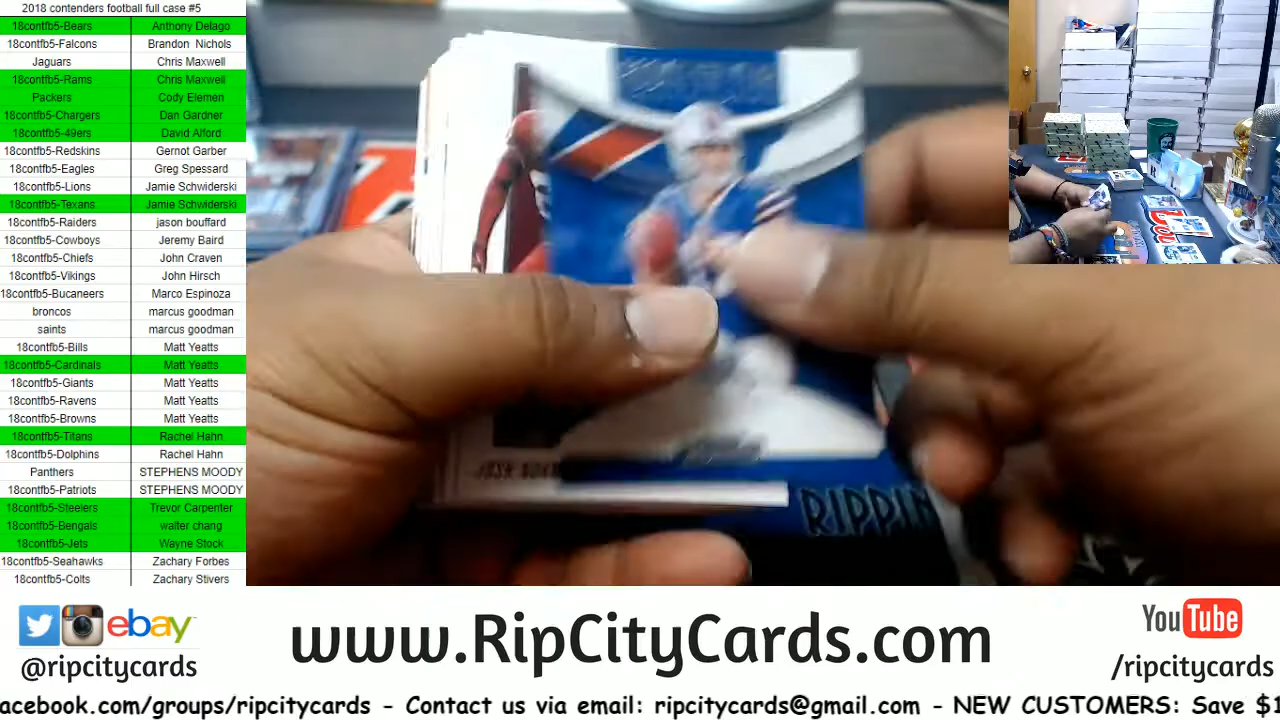 2018 contenders football full case #5
18contfb5-Bears Anthony Delago
18contfb5-Falcons Brandon Nichols
Jaguars Chris Maxwell
18contfb5-Rams Chris Maxwell
Packers Cody Elemen
18contfb5-Chargers Dan Gardner
18contfb5-49ers David Alford
18contfb5-Redskins Gernot Garber
18contfb5-Eagles Greg Spessard
18contfb5-Lions Jamie Schwiderski
18contfb5-Texans Jamie Schwiderski
18contfb5-Raiders jason bouffard
18contfb5-Cowboys Jeremy Baird
18contfb5-Chiefs John Craven
18contfb5-Vikings John Hirsch
18contfb5-Bucaneers Marco Espinoza
broncos marcus goodman
saints marcus goodman
18contfb5-Bills Matt Yeatts
18contfb5-Cardinals Matt Yeatts
18contfb5-Giants Matt Yeatts
18contfb5-Ravens Matt Yeatts
18contfb5-Browns Matt Yeatts
18contfb5-Titans Rachel Hahn
18contfb5-Dolphins Rachel Hahn
Panthers STEPHENS MOODY
18contfb5-Patriots STEPHENS MOODY
18contfb5-Steelers Trevor Carpenter
18contfb5-Bengals walter chang
18contfb5-Jets Wayne Stock
18contfb5-Seahawks Zachary Forbes
18contfb5-Colts Zachary Stivers
JOSH
RIPPIN
ebay
@ripcitycards
www.RipCityCards.com
YouTube
/ripcitycards
acebook.com/groups/ripcitycards - Contact us via email: ripcitycards@gmail.com - NEW CUSTOMERS: Save $1